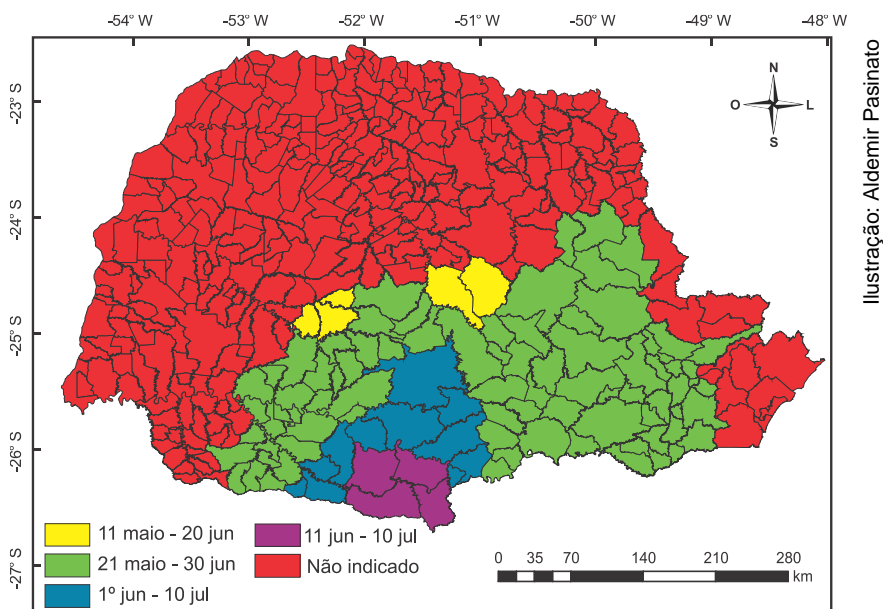 -54° W -53° W -52° W -51° W -50° W -49° W -48° W
-23° S
-24° S
-25° S
-26° S
-27° S
N
O L
S
Ilustração: Aldemir Pasinato
11 maio - 20 jun
21 maio - 30 jun
1º jun - 10 jul
11 jun - 10 jul
Não indicado
0 35 70 140 210 280
km